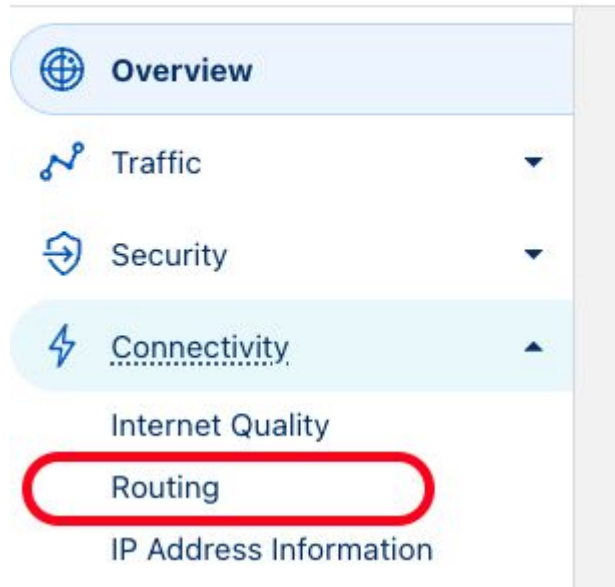 Overview
Traffic
Security
Connectivity
Internet Quality
Routing
IP Address Information